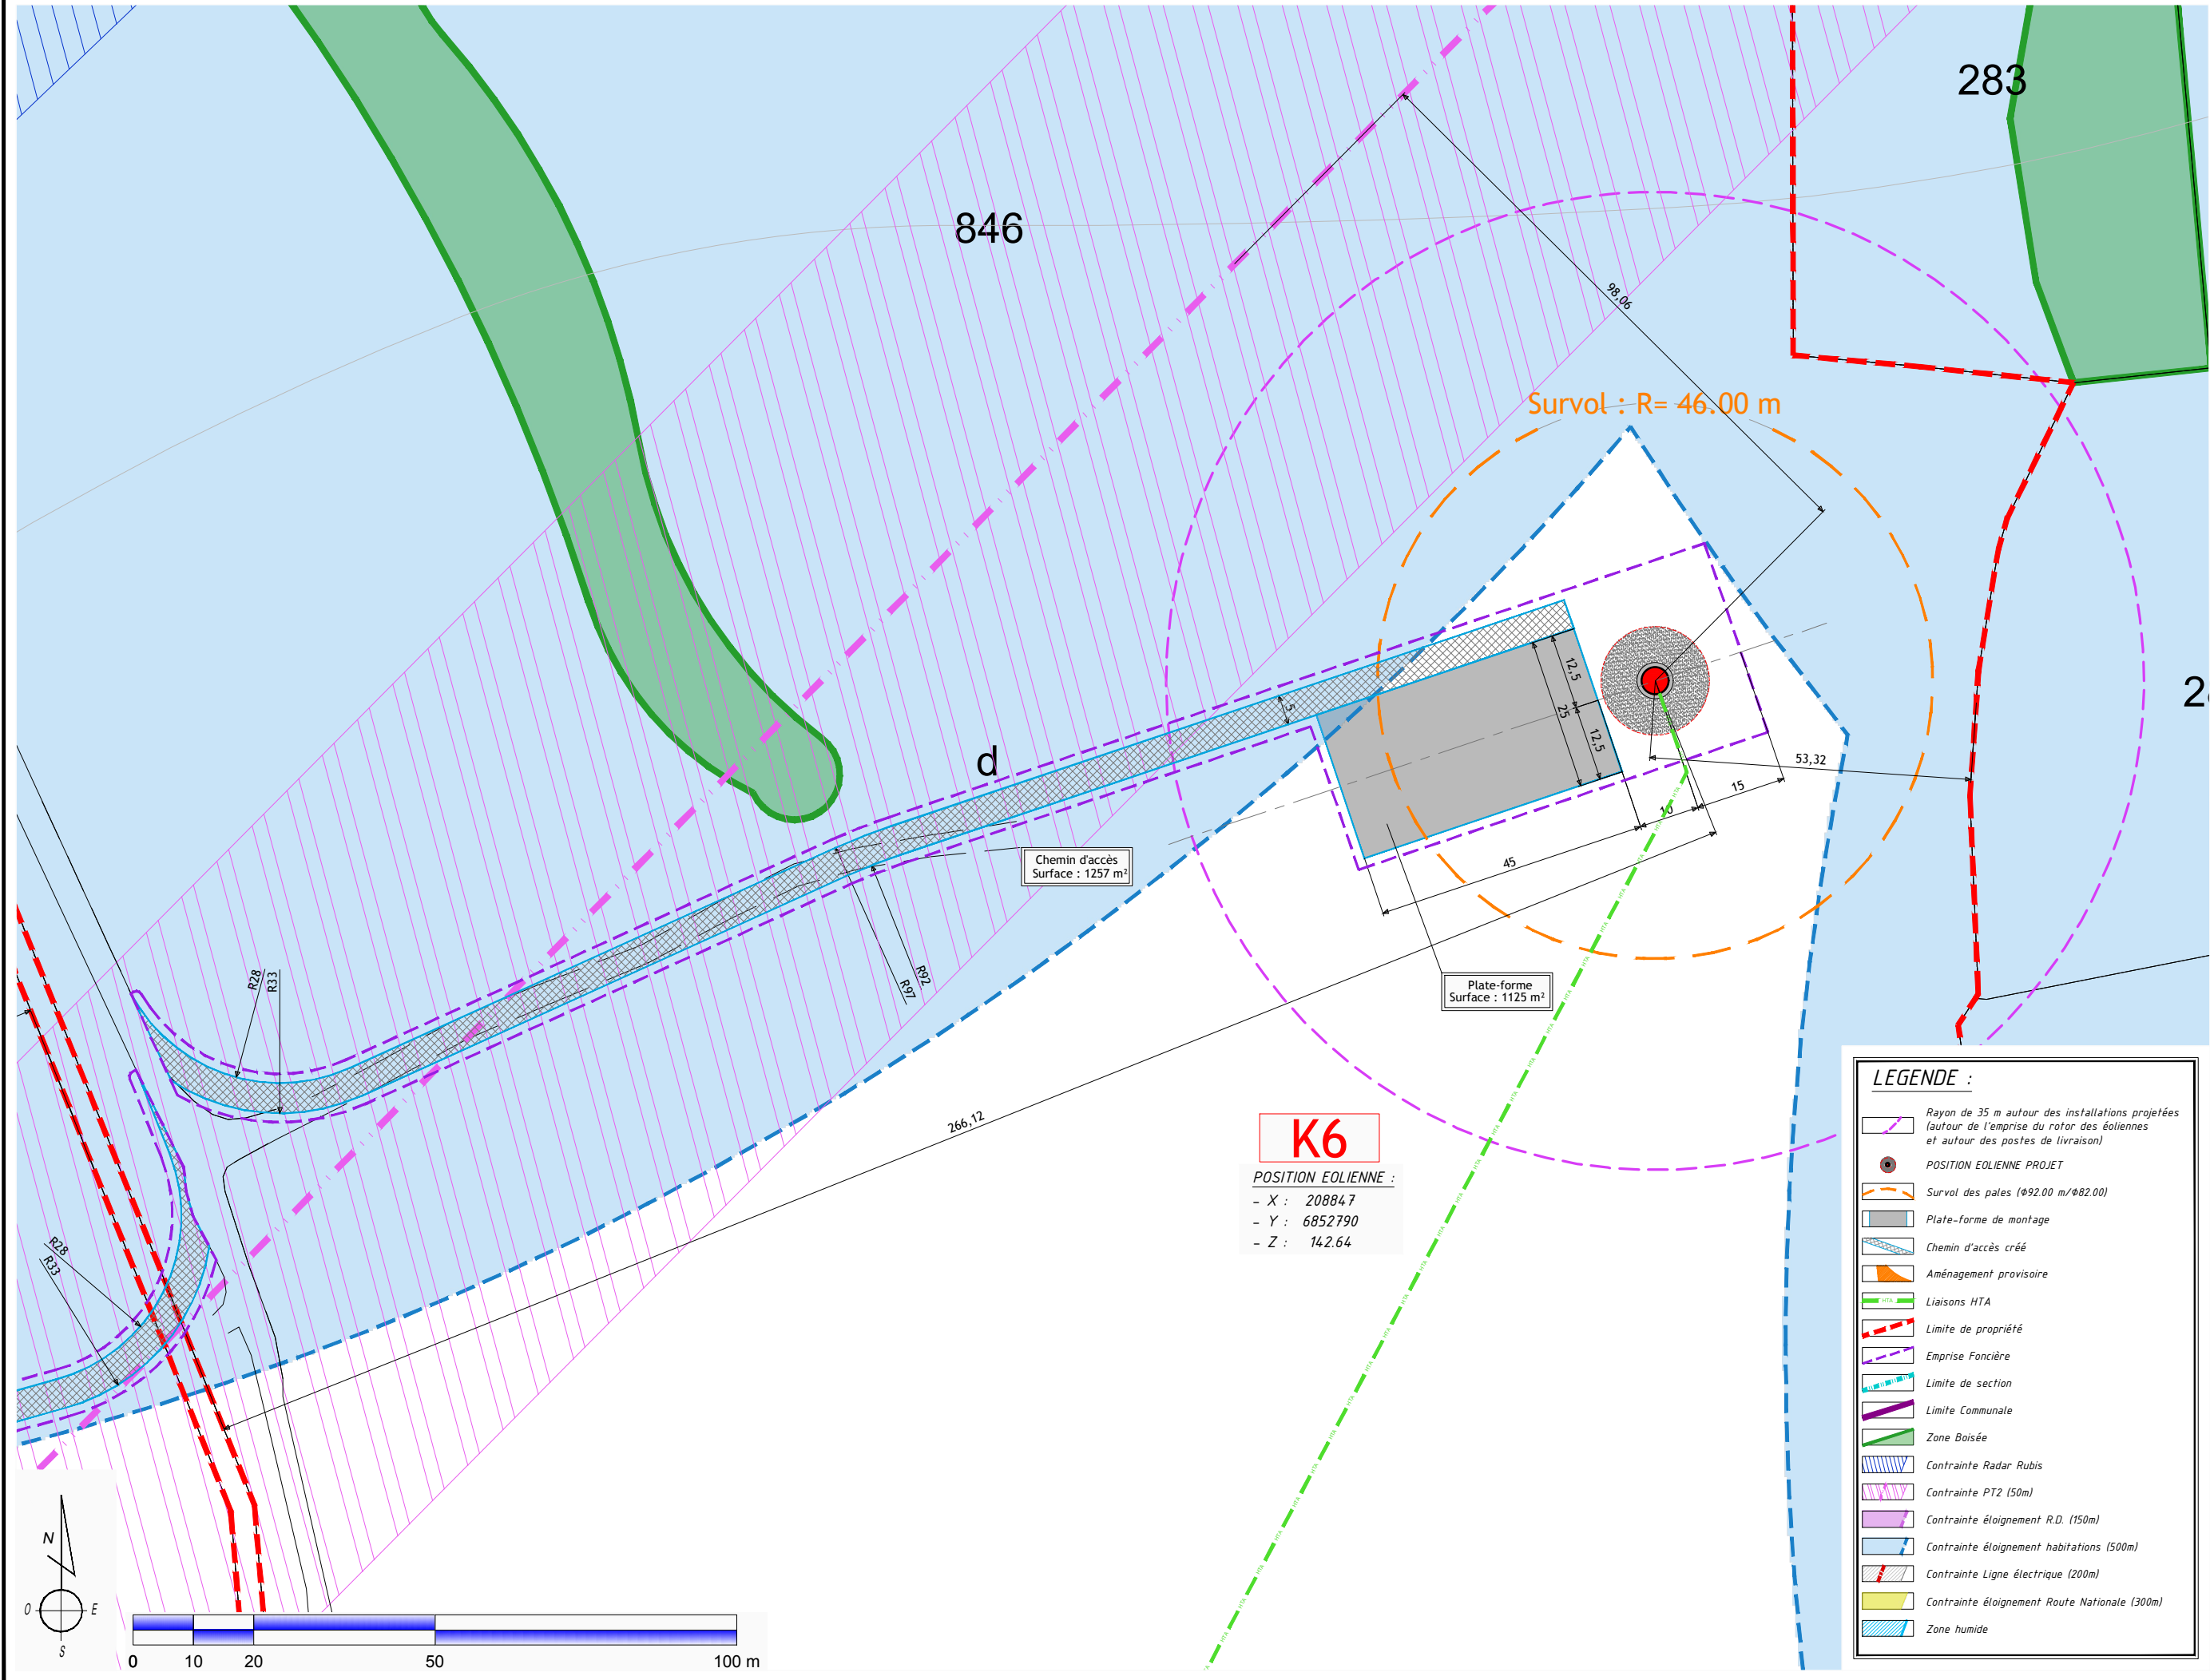 283
846
98,06
Survol : R= 46.00 m
2
12,5
5
25
12,5
d
53,32
15
10
45
Chemin d'accès
Surface : 1257 m²
R92
R97
R28
R33
Plate-forme
Surface : 1125 m²
266,12
K6
POSITION EOLIENNE :
- X : 208847
- Y : 6852790
- Z : 142.64
R28
R33
HTA
LEGENDE :
Rayon de 35 m autour des installations projetées
(autour de l'emprise du rotor des éoliennes
et autour des postes de livraison)
POSITION EOLIENNE PROJET
Survol des pales (Φ92.00 m/Φ82.00)
Plate-forme de montage
Chemin d'accès créé
Aménagement provisoire
Liaisons HTA
Limite de propriété
Emprise Foncière
Limite de section
Limite Communale
Zone Boisée
Contrainte Radar Rubis
Contrainte PT2 (50m)
Contrainte éloignement R.D. (150m)
Contrainte éloignement habitations (500m)
Contrainte Ligne électrique (200m)
Contrainte éloignement Route Nationale (300m)
Zone humide
N
O E
S
0 10 20 50 100 m